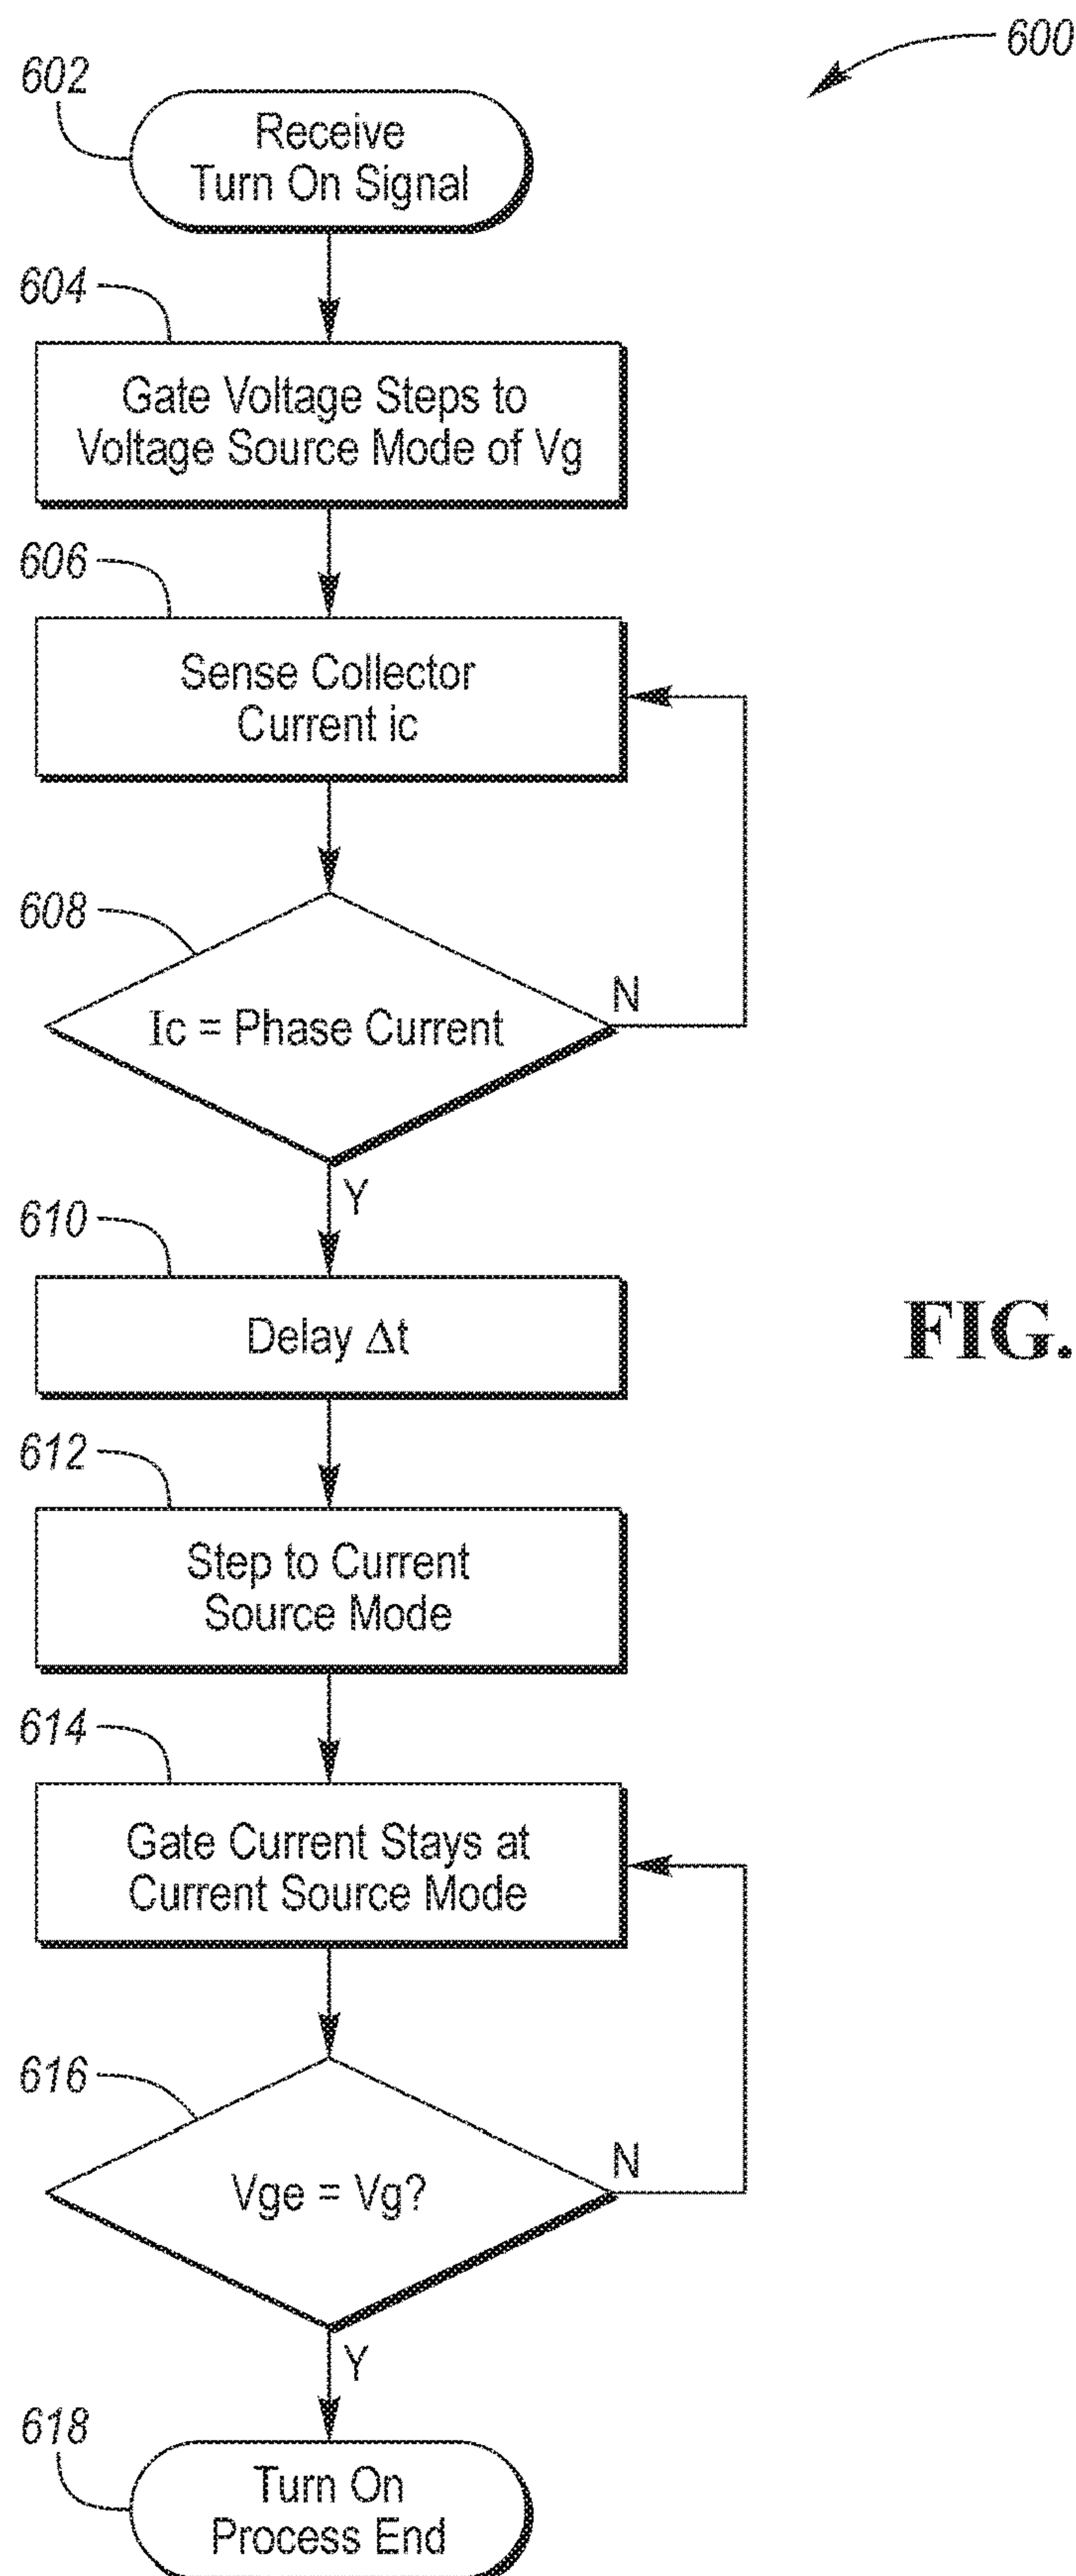 600
602
Receive
Turn On Signal
604
Gate Voltage Steps to
Voltage Source Mode of Vg
606
Sense Collector
Current ic
608
Ic = Phase Current
N
Y
610
Delay Δt
FIG.
612
Step to Current
Source Mode
614
Gate Current Stays at
Current Source Mode
616
Vge = Vg?
N
Y
618
Turn On
Process End